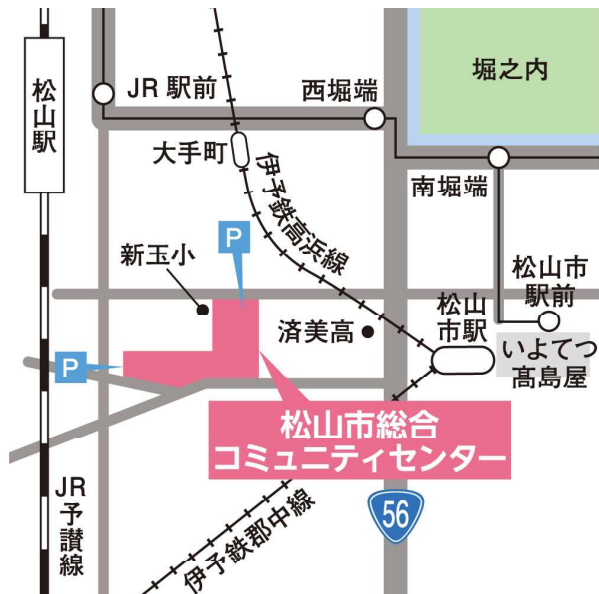 松山駅
JR 駅前
西堀端
堀之内
大手町
伊予鉄高浜線
南堀端
P
新玉小
松山市
駅前
松山
市駅
済美高
いよてつ
髙島屋
P
松山市総合
コミュニティセンター
JR予讃線
56
伊予鉄郡中線